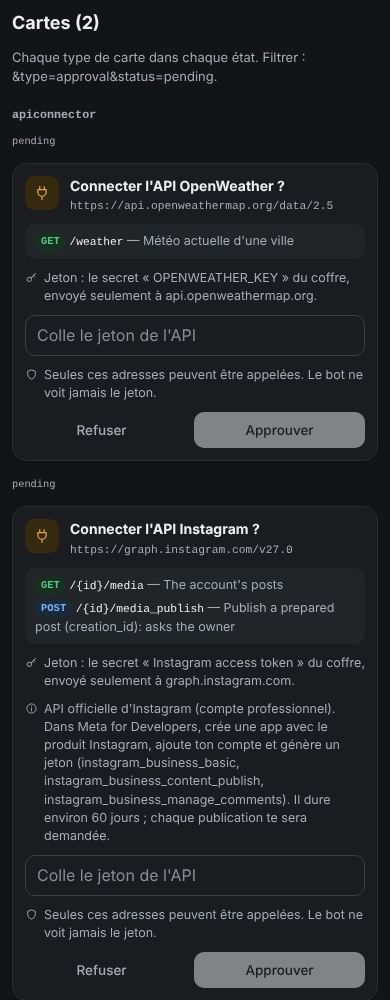 Cartes (2)
Chaque type de carte dans chaque état. Filtrer :
&type=approval&status=pending.
apiconnector
pending
Connecter l'API OpenWeather ?
https://api.openweathermap.org/data/2.5
GET /weather — Météo actuelle d'une ville
Jeton : le secret « OPENWEATHER_KEY » du coffre,
envoyé seulement à api.openweathermap.org.
Colle le jeton de l'API
Seules ces adresses peuvent être appelées. Le bot ne
voit jamais le jeton.
Refuser Approuver
pending
Connecter l'API Instagram ?
https://graph.instagram.com/v27.0
GET /{id}/media — The account's posts
POST /{id}/media_publish — Publish a prepared
post (creation_id): asks the owner
Jeton : le secret « Instagram access token » du coffre,
envoyé seulement à graph.instagram.com.
API officielle d'Instagram (compte professionnel).
Dans Meta for Developers, crée une app avec le
produit Instagram, ajoute ton compte et génère un
jeton (instagram_business_basic,
instagram_business_content_publish,
instagram_business_manage_comments). Il dure
environ 60 jours ; chaque publication te sera
demandée.
Colle le jeton de l'API
Seules ces adresses peuvent être appelées. Le bot ne
voit jamais le jeton.
Refuser Approuver